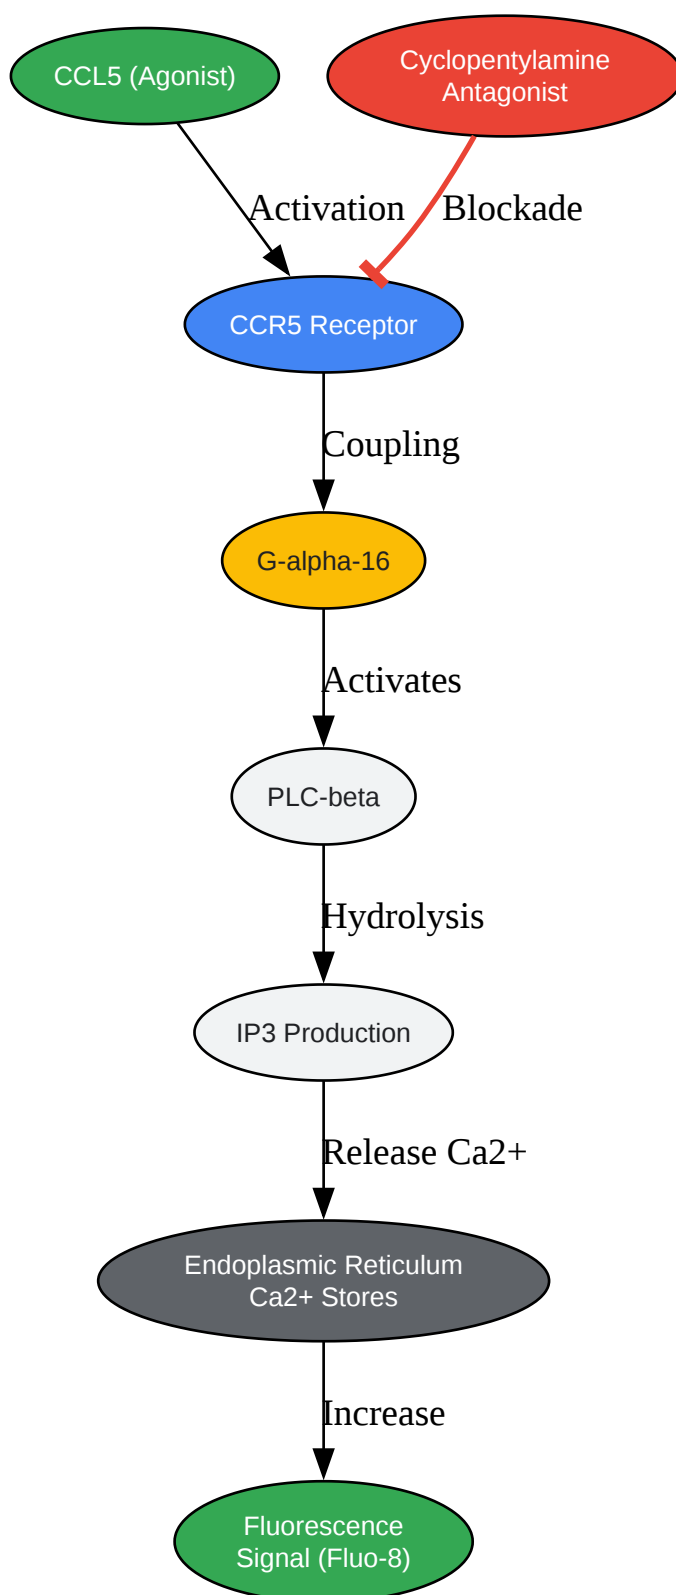 CCL5 (Agonist)
Cyclopentylamine
Antagonist
Activation
Blockade
CCR5 Receptor
Coupling
G-alpha-16
Activates
PLC-beta
Hydrolysis
IP3 Production
Release Ca2+
Endoplasmic Reticulum
Ca2+ Stores
Increase
Fluorescence
Signal (Fluo-8)